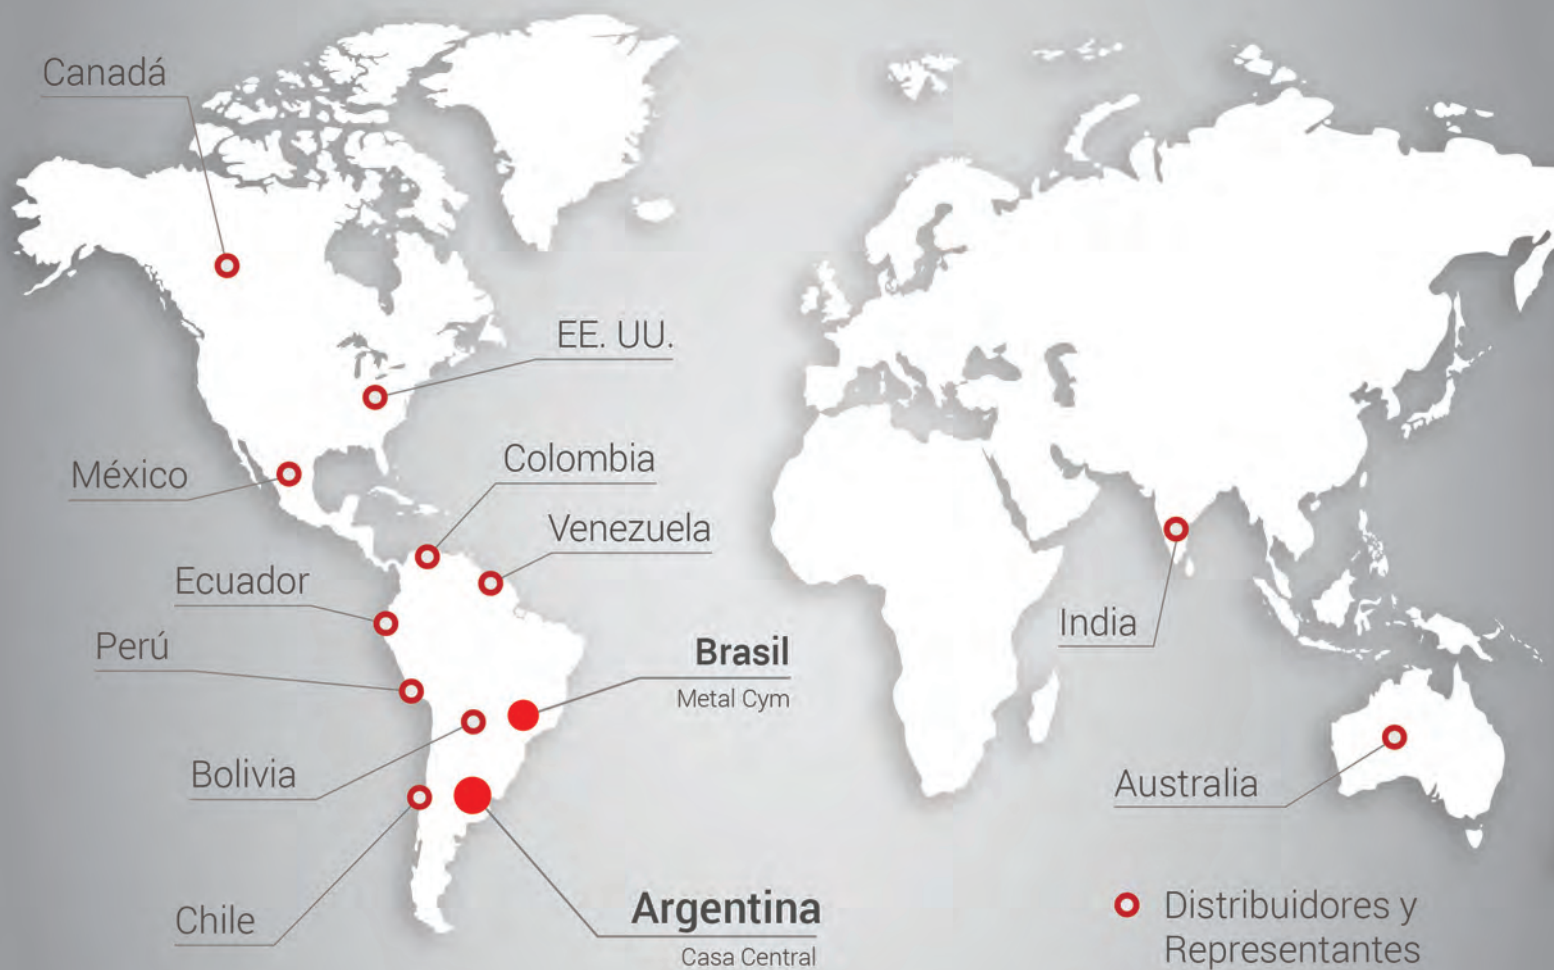 Canadá
EE. UU.
México
Colombia
Venezuela
Ecuador
Perú
Brasil
Metal Cym
India
Bolivia
Australia
Chile
Argentina
Casa Central
Distribuidores y
Representantes